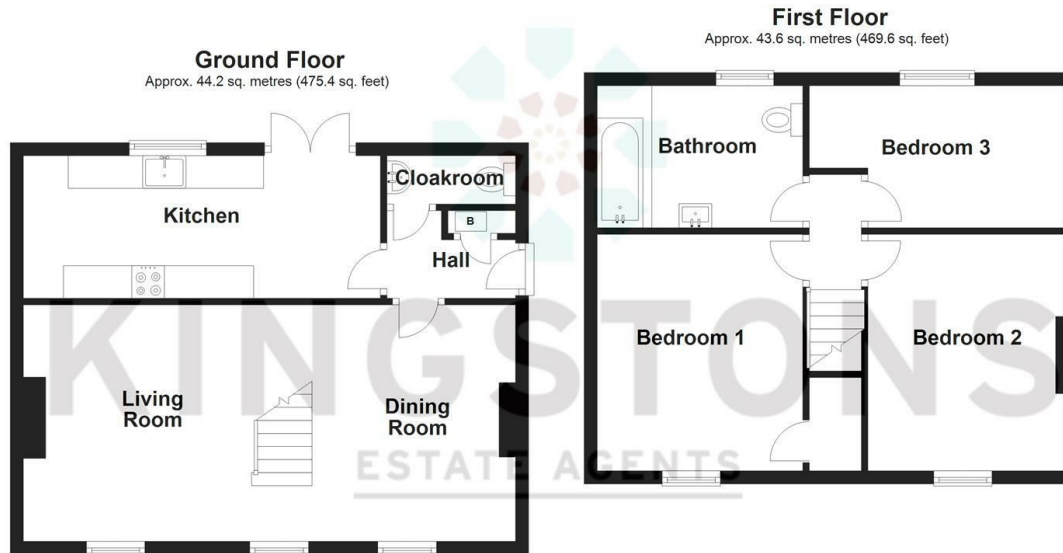 Ground Floor
Approx. 44.2 sq. metres (475.4 sq. feet)
Kitchen
Cloakroom
B
Hall
Living
Room
Dining
Room
First Floor
Approx. 43.6 sq. metres (469.6 sq. feet)
Bathroom
Bedroom 3
Bedroom 1
Bedroom 2
KINGSTONS
ESTATE AGENTS